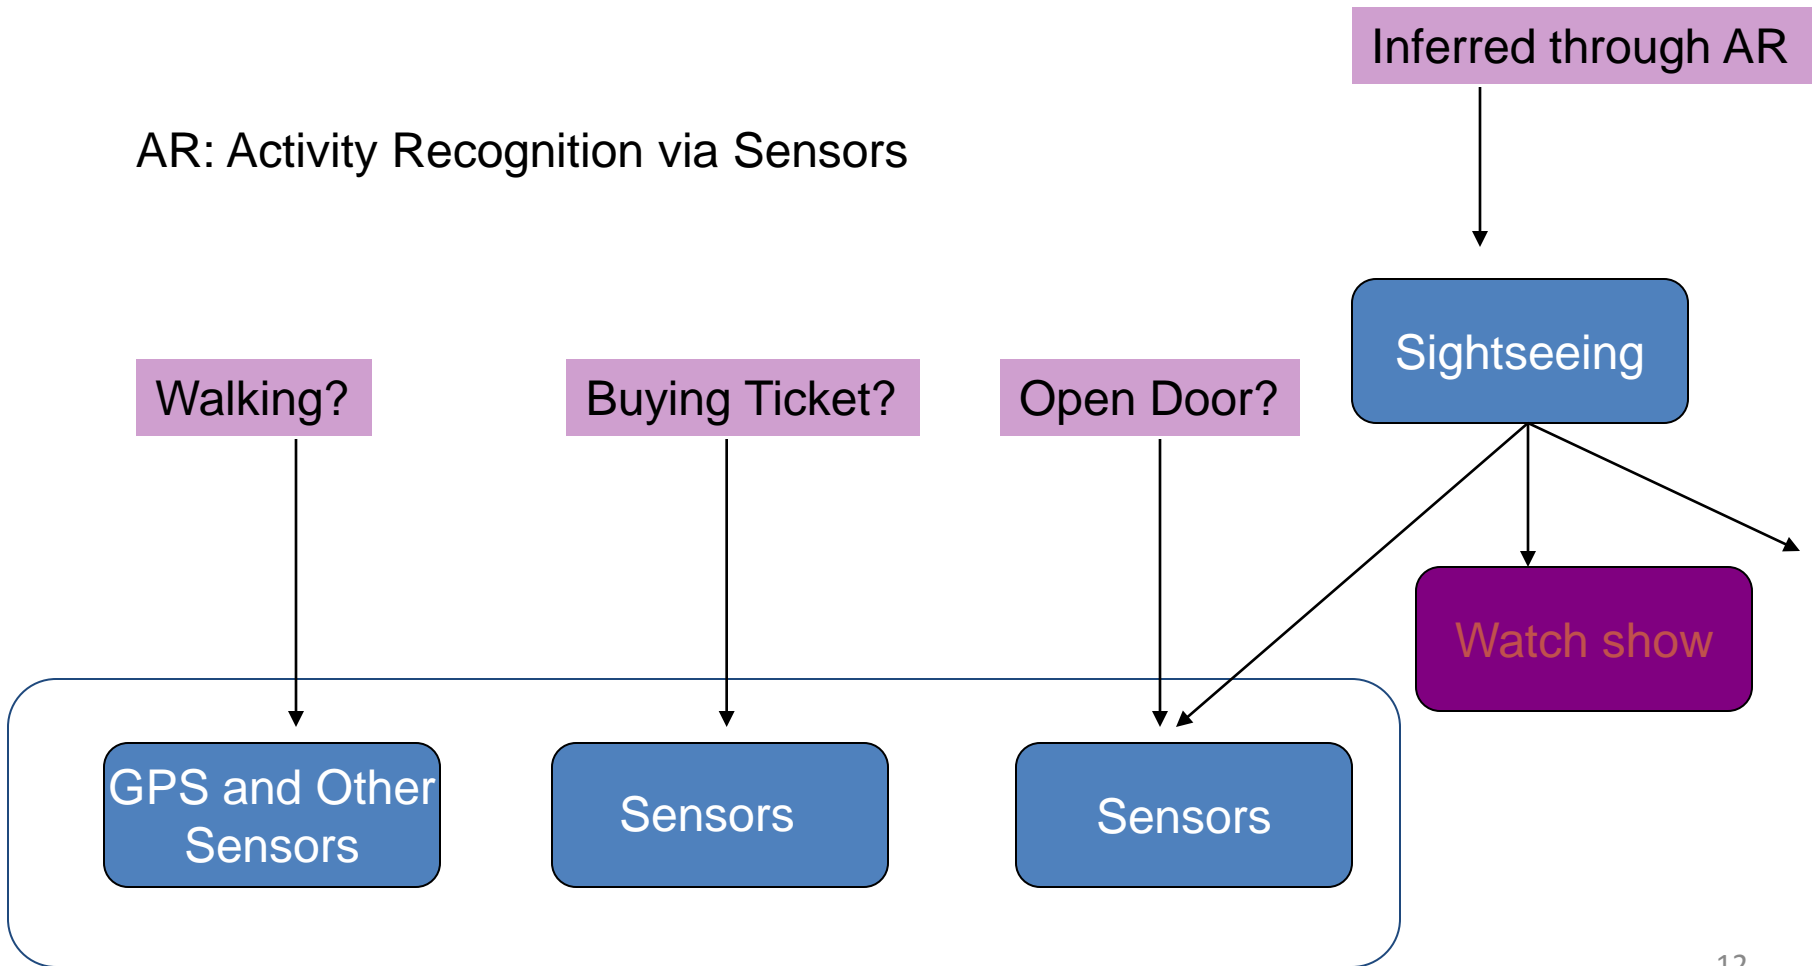 Inferred through AR
AR: Activity Recognition via Sensors
Sightseeing
Walking?
Buying Ticket?
Open Door?
Watch show
GPS and Other
Sensors
Sensors
Sensors
12